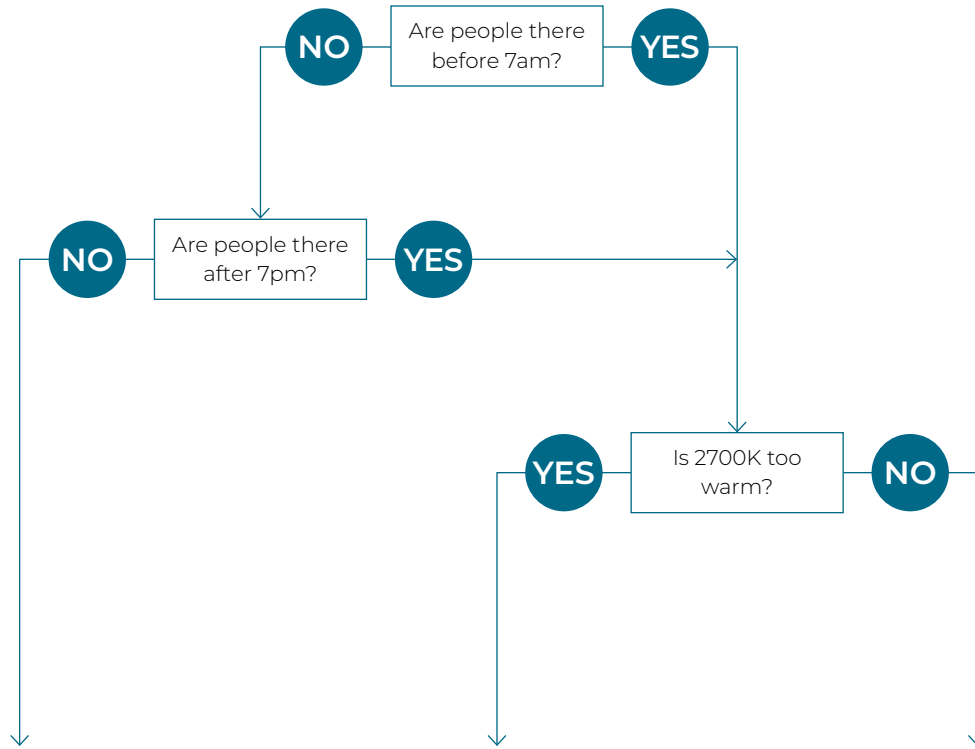 NO
Are people there
before 7am?
YES
NO
Are people there
after 7pm?
YES
YES
Is 2700K too
warm?
NO